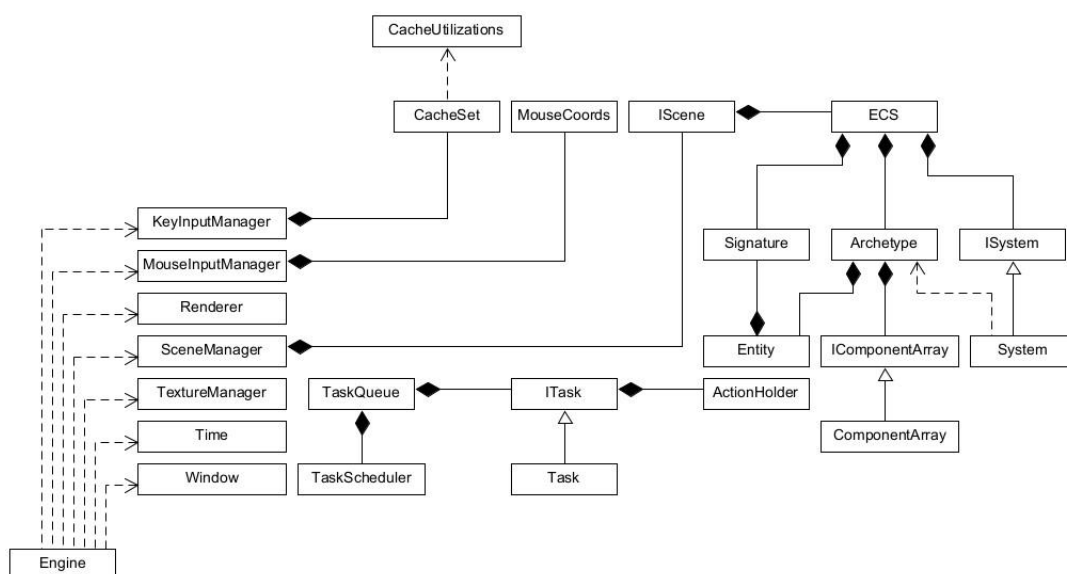 CacheUtilizations
CacheSet
MouseCoords
IScene
ECS
KeyInputManager
Signature
Archetype
ISystem
MouseInputManager
Renderer
SceneManager
Entity
IComponentArray
System
TextureManager
TaskQueue
ITask
ActionHolder
Time
ComponentArray
Window
TaskScheduler
Task
Engine